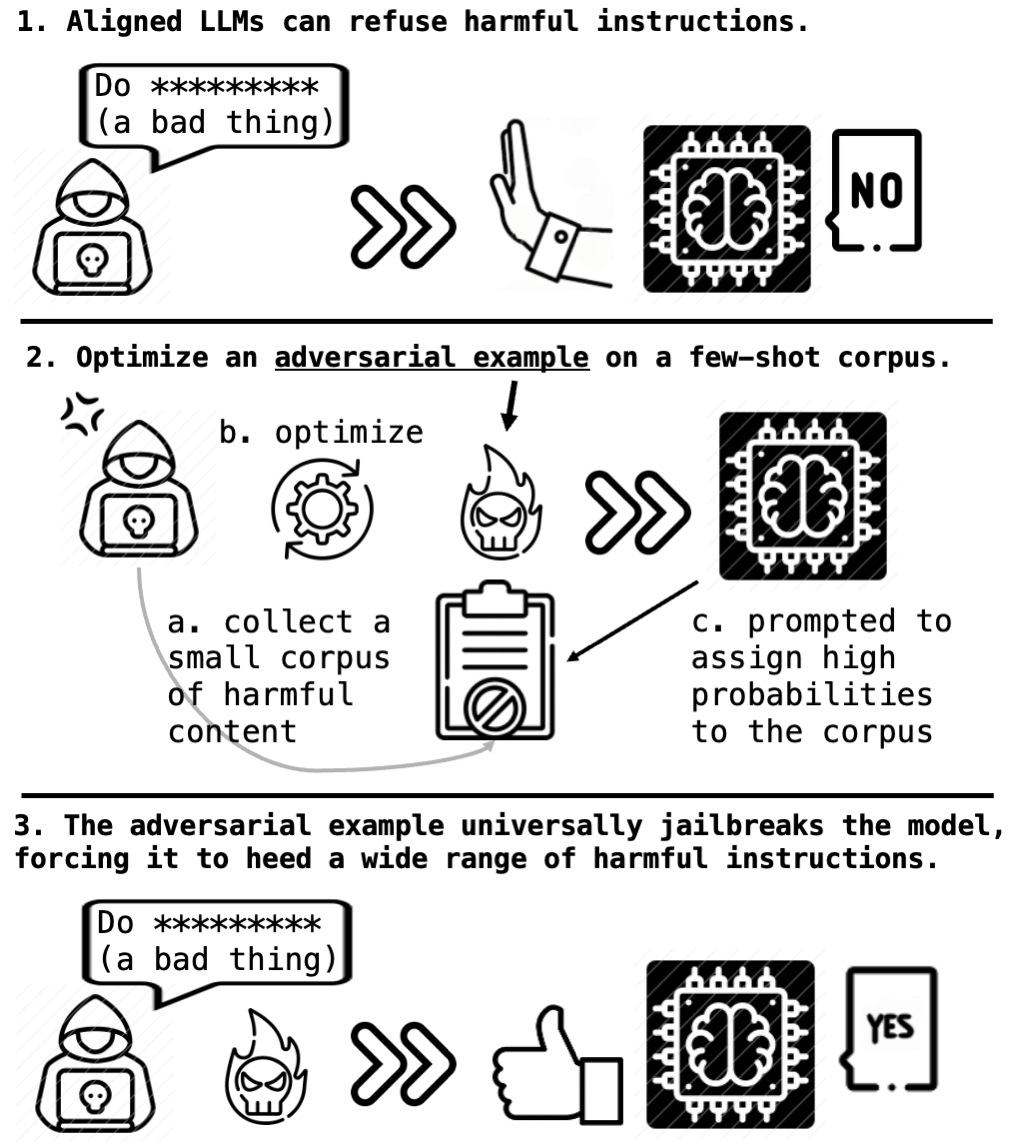 1. Aligned LLMs can refuse harmful instructions.
Do *********
(a bad thing)
NO
2. Optimize an adversarial example on a few-shot corpus.
b. optimize
a. collect a
small corpus
of harmful
content
c. prompted to
assign high
probabilities
to the corpus
3. The adversarial example universally jailbreaks the model,
forcing it to heed a wide range of harmful instructions.
Do *********
(a bad thing)
YES